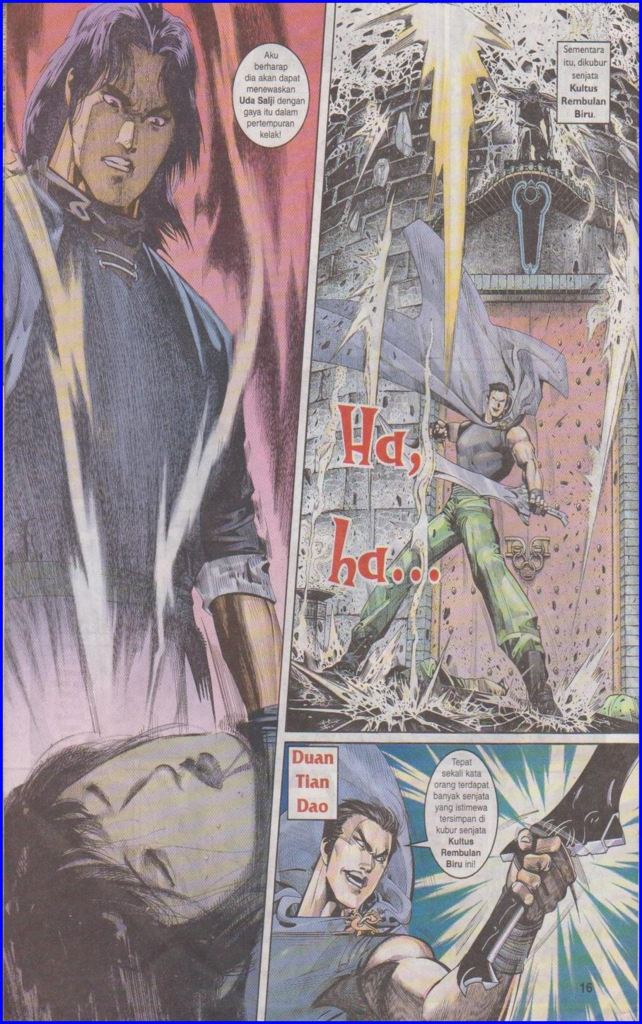 Aku
berharap
dia akan dapat
menewaskan
Uda Salji dengan
gaya itu dalam
pertempuran
kelak!
Sementara
itu, dikubur
senjata
Kultus
Rembulan
Biru.
Ha,
ha...
Duan
Tian
Dao
Tepat
sekali kata
orang terdapat
banyak senjata
yang istimewa
tersimpan di
kubur senjata
Kultus
Rembulan
Biru ini!
16